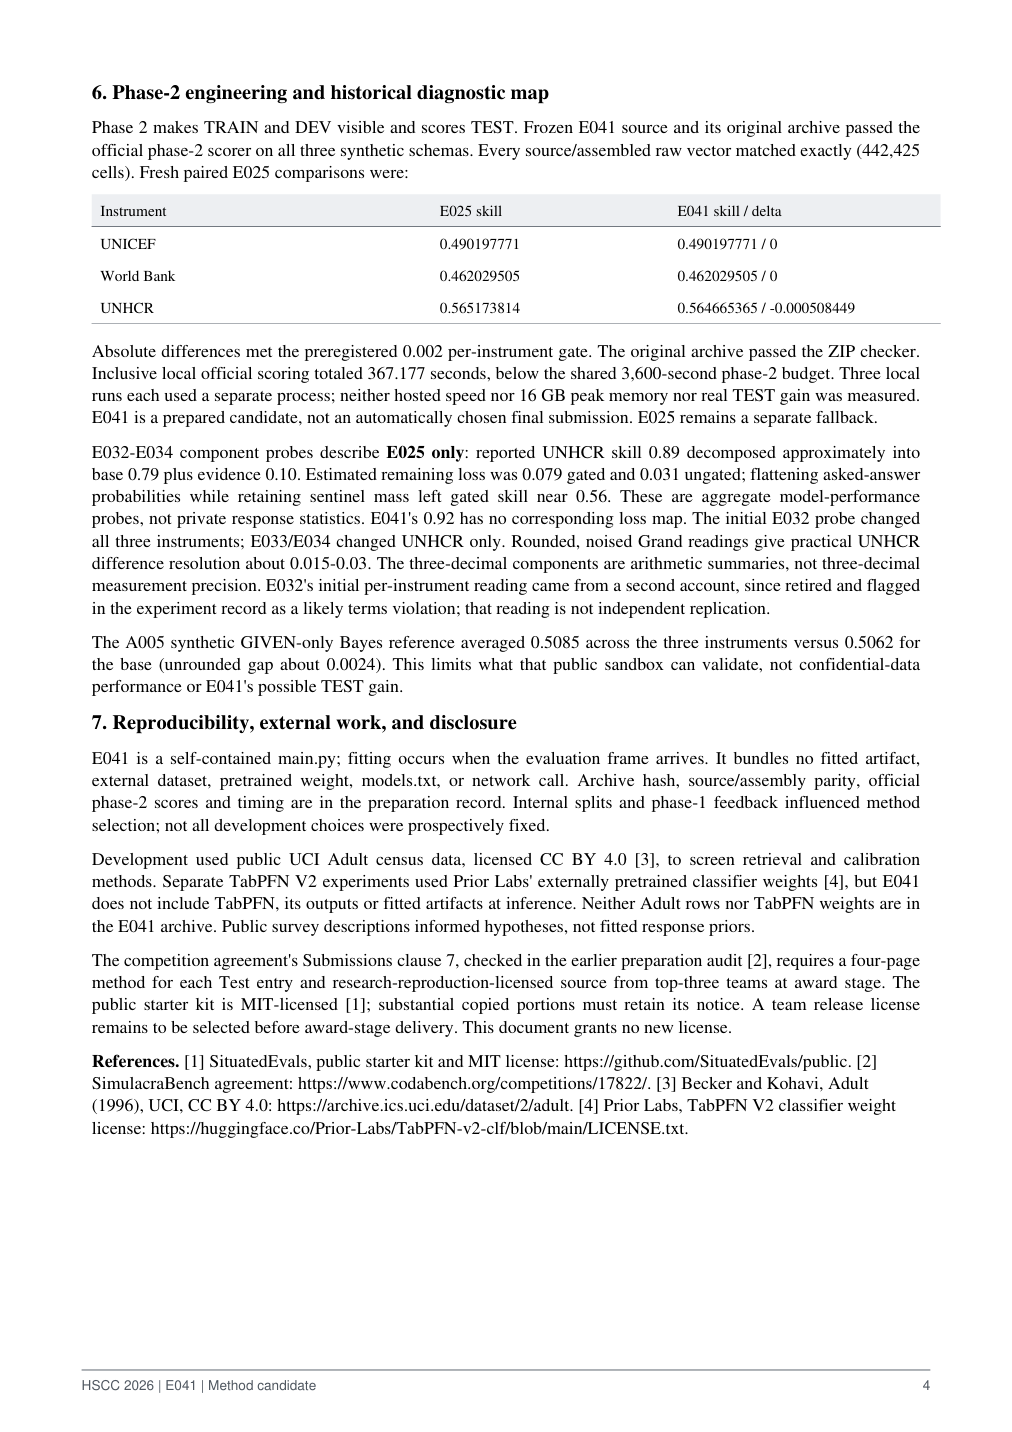 6. Phase-2 engineering and historical diagnostic map
Phase 2 makes TRAIN and DEV visible and scores TEST. Frozen E041 source and its original archive passed the
official phase-2 scorer on all three synthetic schemas. Every source/assembled raw vector matched exactly (442,425
cells). Fresh paired E025 comparisons were:
Instrument E025 skill E041 skill / delta
UNICEF 0.490197771 0.490197771 / 0
World Bank 0.462029505 0.462029505 / 0
UNHCR 0.565173814 0.564665365 / -0.000508449
Absolute differences met the preregistered 0.002 per-instrument gate. The original archive passed the ZIP checker.
Inclusive local official scoring totaled 367.177 seconds, below the shared 3,600-second phase-2 budget. Three local
runs each used a separate process; neither hosted speed nor 16 GB peak memory nor real TEST gain was measured.
E041 is a prepared candidate, not an automatically chosen final submission. E025 remains a separate fallback.
E032-E034 component probes describe E025 only: reported UNHCR skill 0.89 decomposed approximately into
base 0.79 plus evidence 0.10. Estimated remaining loss was 0.079 gated and 0.031 ungated; flattening asked-answer
probabilities while retaining sentinel mass left gated skill near 0.56. These are aggregate model-performance
probes, not private response statistics. E041's 0.92 has no corresponding loss map. The initial E032 probe changed
all three instruments; E033/E034 changed UNHCR only. Rounded, noised Grand readings give practical UNHCR
difference resolution about 0.015-0.03. The three-decimal components are arithmetic summaries, not three-decimal
measurement precision. E032's initial per-instrument reading came from a second account, since retired and flagged
in the experiment record as a likely terms violation; that reading is not independent replication.
The A005 synthetic GIVEN-only Bayes reference averaged 0.5085 across the three instruments versus 0.5062 for
the base (unrounded gap about 0.0024). This limits what that public sandbox can validate, not confidential-data
performance or E041's possible TEST gain.
7. Reproducibility, external work, and disclosure
E041 is a self-contained main.py; fitting occurs when the evaluation frame arrives. It bundles no fitted artifact,
external dataset, pretrained weight, models.txt, or network call. Archive hash, source/assembly parity, official
phase-2 scores and timing are in the preparation record. Internal splits and phase-1 feedback influenced method
selection; not all development choices were prospectively fixed.
Development used public UCI Adult census data, licensed CC BY 4.0 [3], to screen retrieval and calibration
methods. Separate TabPFN V2 experiments used Prior Labs' externally pretrained classifier weights [4], but E041
does not include TabPFN, its outputs or fitted artifacts at inference. Neither Adult rows nor TabPFN weights are in
the E041 archive. Public survey descriptions informed hypotheses, not fitted response priors.
The competition agreement's Submissions clause 7, checked in the earlier preparation audit [2], requires a four-page
method for each Test entry and research-reproduction-licensed source from top-three teams at award stage. The
public starter kit is MIT-licensed [1]; substantial copied portions must retain its notice. A team release license
remains to be selected before award-stage delivery. This document grants no new license.
References. [1] SituatedEvals, public starter kit and MIT license: https://github.com/SituatedEvals/public. [2]
SimulacraBench agreement: https://www.codabench.org/competitions/17822/. [3] Becker and Kohavi, Adult
(1996), UCI, CC BY 4.0: https://archive.ics.uci.edu/dataset/2/adult. [4] Prior Labs, TabPFN V2 classifier weight
license: https://huggingface.co/Prior-Labs/TabPFN-v2-clf/blob/main/LICENSE.txt.
HSCC 2026 | E041 | Method candidate 4